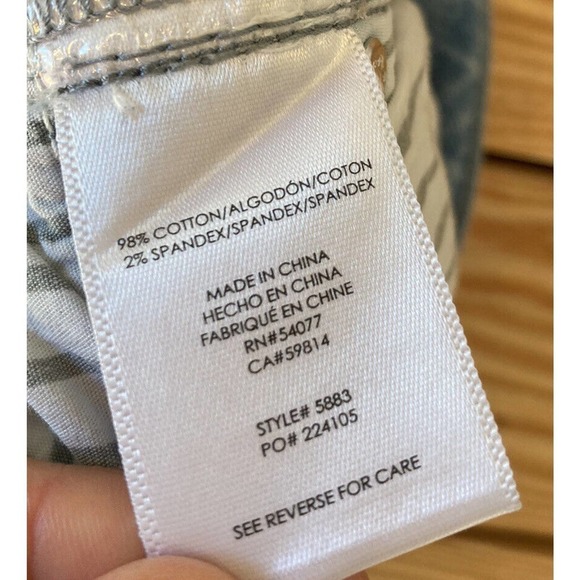 98% COTTON/ALGODÓN/COTON
2% SPANDEX/SPANDEX/SPANDEX
MADE IN CHINA
HECHO EN CHINA
FABRIQUÉ EN CHINE
RN#54077
CA#59814
STYLE# 5883
PO# 224105
SEE REVERSE FOR CARE